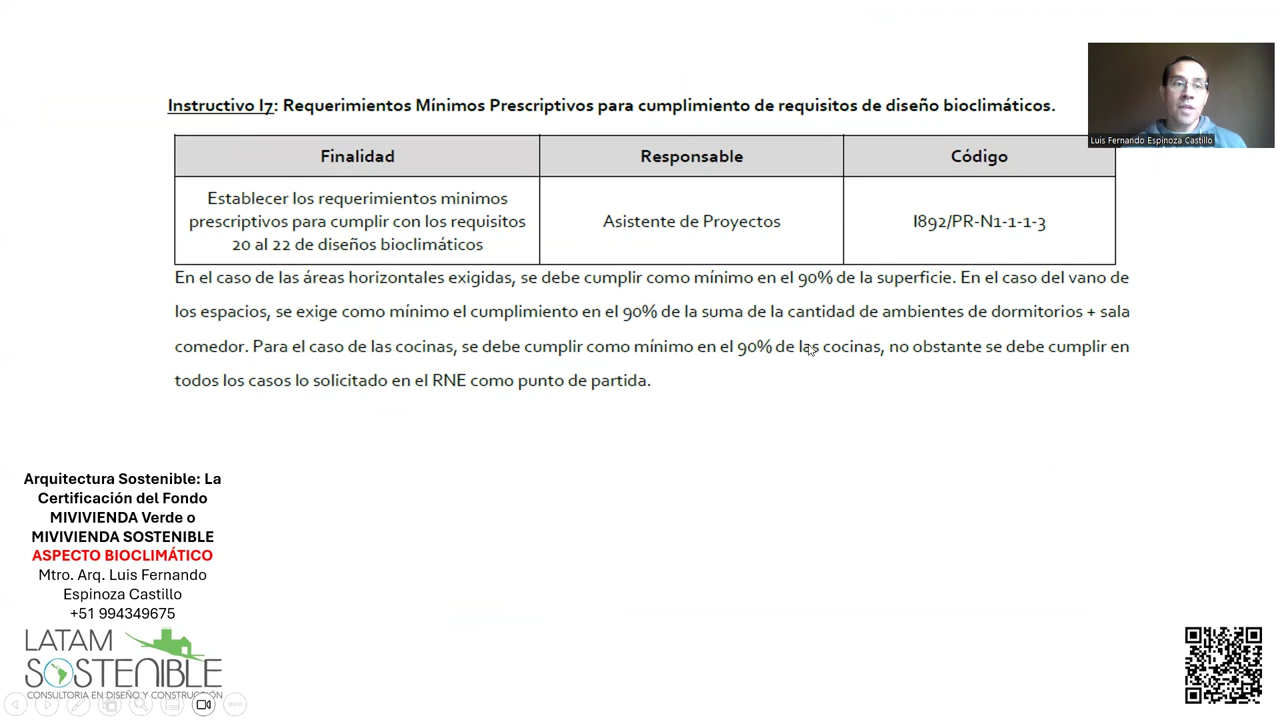 Instructivo I7: Requerimientos Mínimos Prescriptivos para cumplimiento de requisitos de diseño bioclimáticos.
Finalidad
Responsable
Código
Establecer los requerimientos minimos
prescriptivos para cumplir con los requisitos
20 al 22 de diseños bioclimáticos
Asistente de Proyectos
I892/PR-N1-1-1-3
En el caso de las áreas horizontales exigidas, se debe cumplir como mínimo en el 90% de la superficie. En el caso del vano de
los espacios, se exige como mínimo el cumplimiento en el 90% de la suma de la cantidad de ambientes de dormitorios + sala
comedor. Para el caso de las cocinas, se debe cumplir como mínimo en el 90% de las cocinas, no obstante se debe cumplir en
todos los casos lo solicitado en el RNE como punto de partida.
Luis Fernando Espinoza Castillo
Arquitectura Sostenible: La
Certificación del Fondo
MIVIVIENDA Verde o
MIVIVIENDA SOSTENIBLE
ASPECTO BIOCLIMÁTICO
Mtro. Arq. Luis Fernando
Espinoza Castillo
+51 994349675
LATAM
SOSTENIBLE
CONSULTORIA EN DISEÑO Y CONSTRUCCIÓN